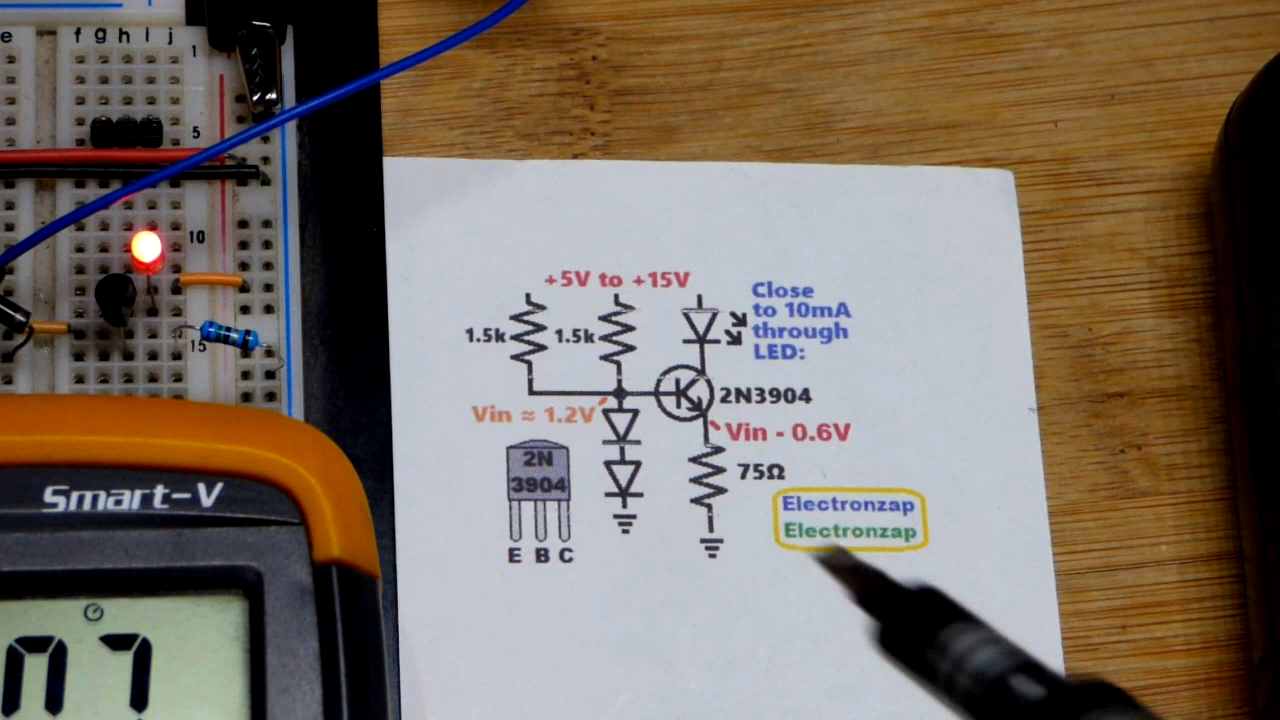 e f g h i j
1
5
10
15
+5V to +15V
Close
to 10mA
through
LED:
1.5k 1.5k
2N3904
Vin ≈ 1.2V
Vin - 0.6V
2N
3904
75Ω
Electronzap
Electronzap
E B C
Smart-V